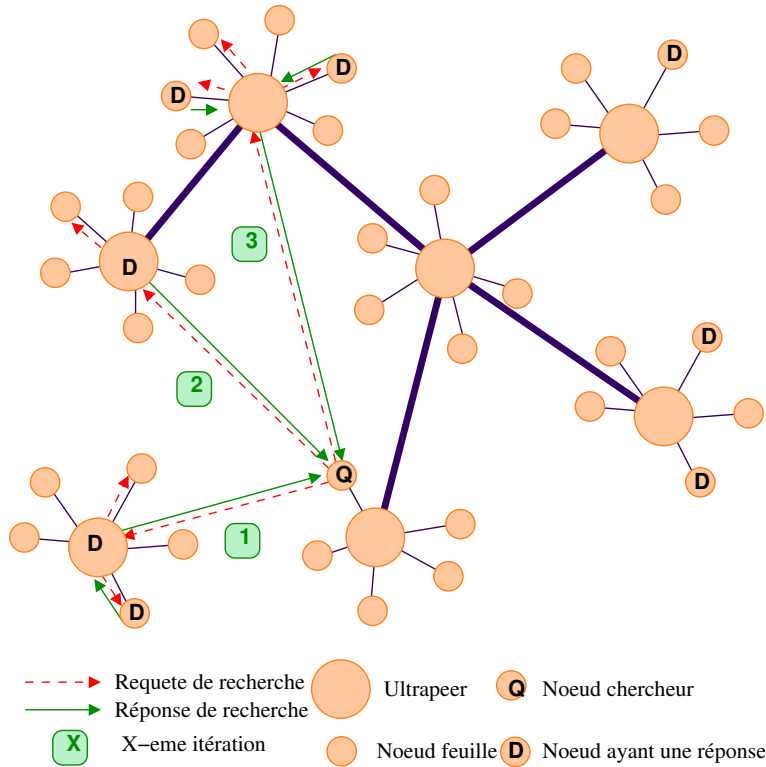 D
D
D
3
D
2
D
Q
D
D
1
D
D
Requete de recherche
Ultrapeer
Q
Noeud chercheur
Réponse de recherche
X
X−eme itération
Noeud feuille
D
Noeud ayant une réponse